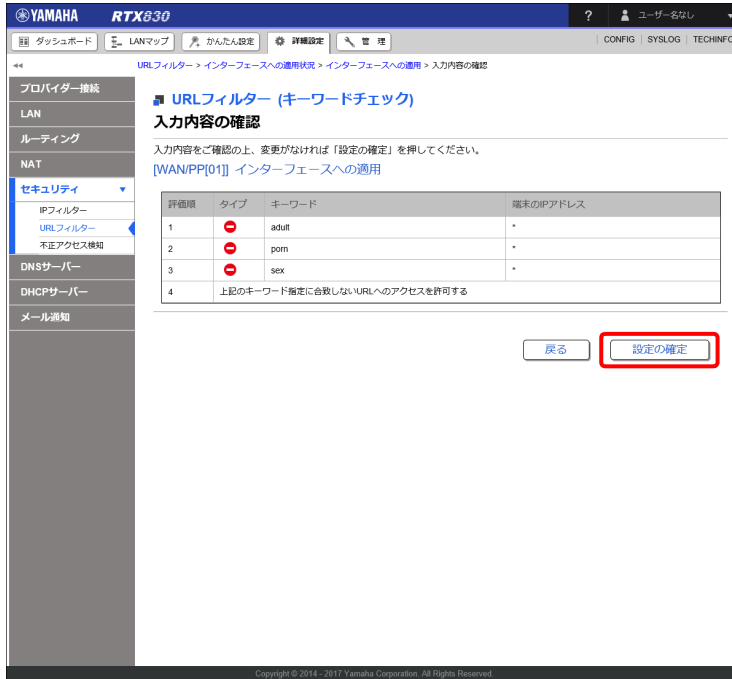 YAMAHA RTX830 ? ユーザー名なし
ダッシュボード LANマップ かんたん設定 詳細設定 管理 CONFIG SYSLOG TECHINFO
URLフィルター > インターフェースへの適用状況 > インターフェースへの適用 > 入力内容の確認
プロバイダー接続
LAN
ルーティング
NAT
セキュリティ
IPフィルター
URLフィルター
不正アクセス検知
DNSサーバー
DHCPサーバー
メール通知
URLフィルター (キーワードチェック)
入力内容の確認
入力内容をご確認の上、変更がなければ「設定の確定」を押してください。
[WAN/PP[01]] インターフェースへの適用
評価順 タイプ キーワード 端末のIPアドレス
1 adult *
2 porn *
3 sex *
4 上記のキーワード指定に合致しないURLへのアクセスを許可する
戻る 設定の確定
Copyright © 2014 - 2017 Yamaha Corporation. All Rights Reserved.